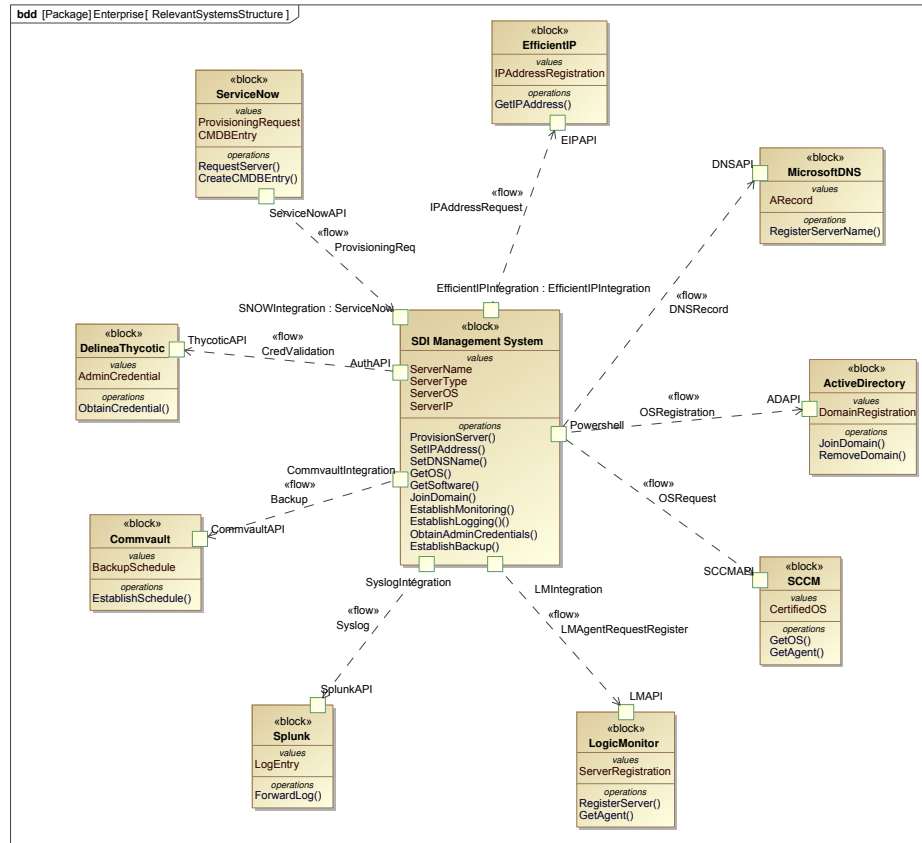 bdd [Package] Enterprise[ RelevantSystemsStructure ]
«block»
EfficientIP
values
IPAddressRegistration
operations
GetIPAddress()
EIPAPI
«block»
ServiceNow
values
ProvisioningRequest
CMDBEntry
operations
RequestServer()
CreateCMDBEntry()
ServiceNowAPI
«flow»
ProvisioningReq
«flow»
IPAddressRequest
DNSAPI
«block»
MicrosoftDNS
values
ARecord
operations
RegisterServerName()
«flow»
DNSRecord
EfficientIPIntegration : EfficientIPIntegration
SNOWIntegration : ServiceNow
«block»
SDI Management System
values
ServerName
ServerType
ServerOS
ServerIP
operations
ProvisionServer()
SetIPAddress()
SetDNSName()
GetOS()
GetSoftware()
JoinDomain()
EstablishMonitoring()
EstablishLogging()()
ObtainAdminCredentials()
EstablishBackup()
«block»
DelineaThycotic
values
AdminCredential
operations
ObtainCredential()
ThycoticAPI
«flow»
CredValidation
AuthAPI
«block»
ActiveDirectory
values
DomainRegistration
operations
JoinDomain()
RemoveDomain()
«flow»
OSRegistration
ADAPI
Powershell
CommvaultIntegration
«flow»
Backup
CommvaultAPI
«block»
Commvault
values
BackupSchedule
operations
EstablishSchedule()
«flow»
OSRequest
SCCMAPI
«block»
SCCM
values
CertifiedOS
operations
GetOS()
GetAgent()
SyslogIntegration
«flow»
Syslog
SplunkAPI
«block»
Splunk
values
LogEntry
operations
ForwardLog()
LMIntegration
«flow»
LMAgentRequestRegister
LMAPI
«block»
LogicMonitor
values
ServerRegistration
operations
RegisterServer()
GetAgent()